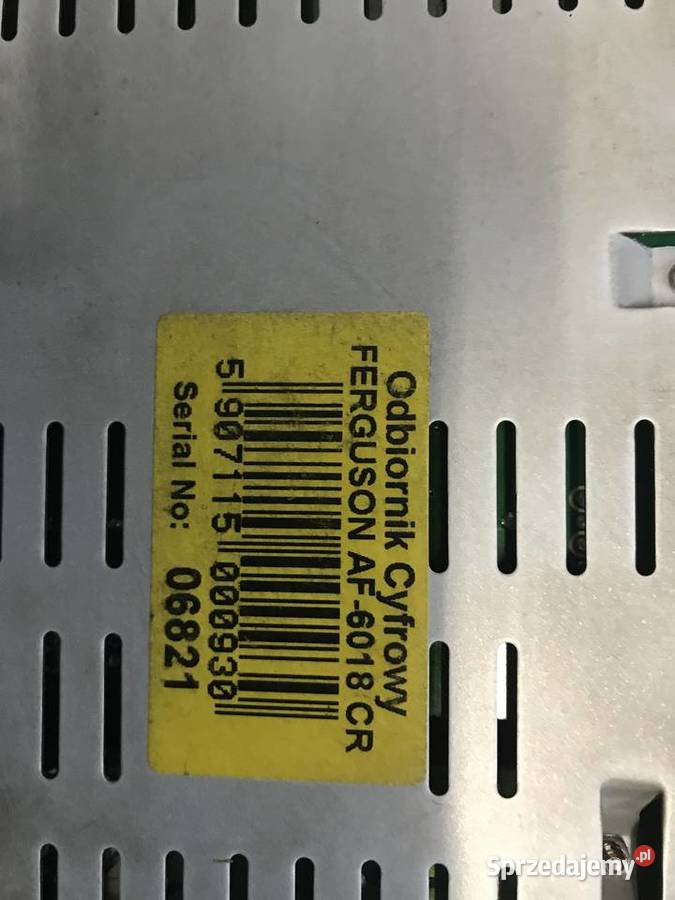 Odbiornik Cyfrowy
FERGUSON AF-6018 CR
5 907115 000930
Serial No: 06821
Sprzedajemy.pl